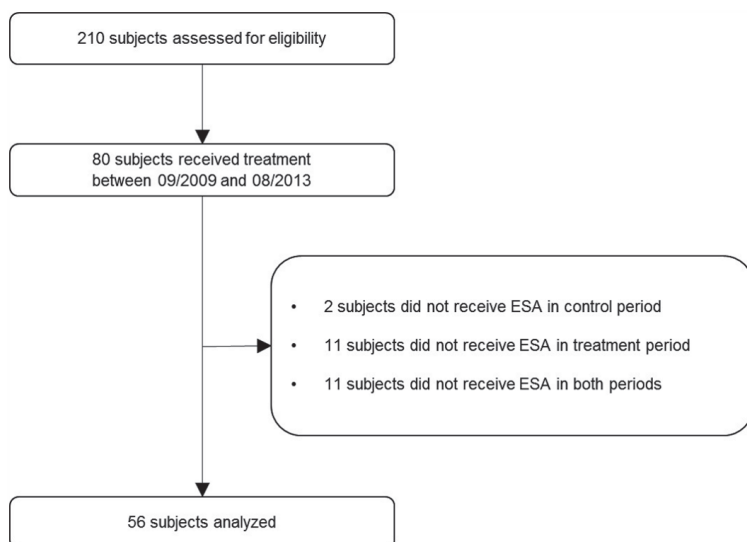 210 subjects assessed for eligibility
80 subjects received treatment
between 09/2009 and 08/2013
• 2 subjects did not receive ESA in control period
• 11 subjects did not receive ESA in treatment period
• 11 subjects did not receive ESA in both periods
56 subjects analyzed